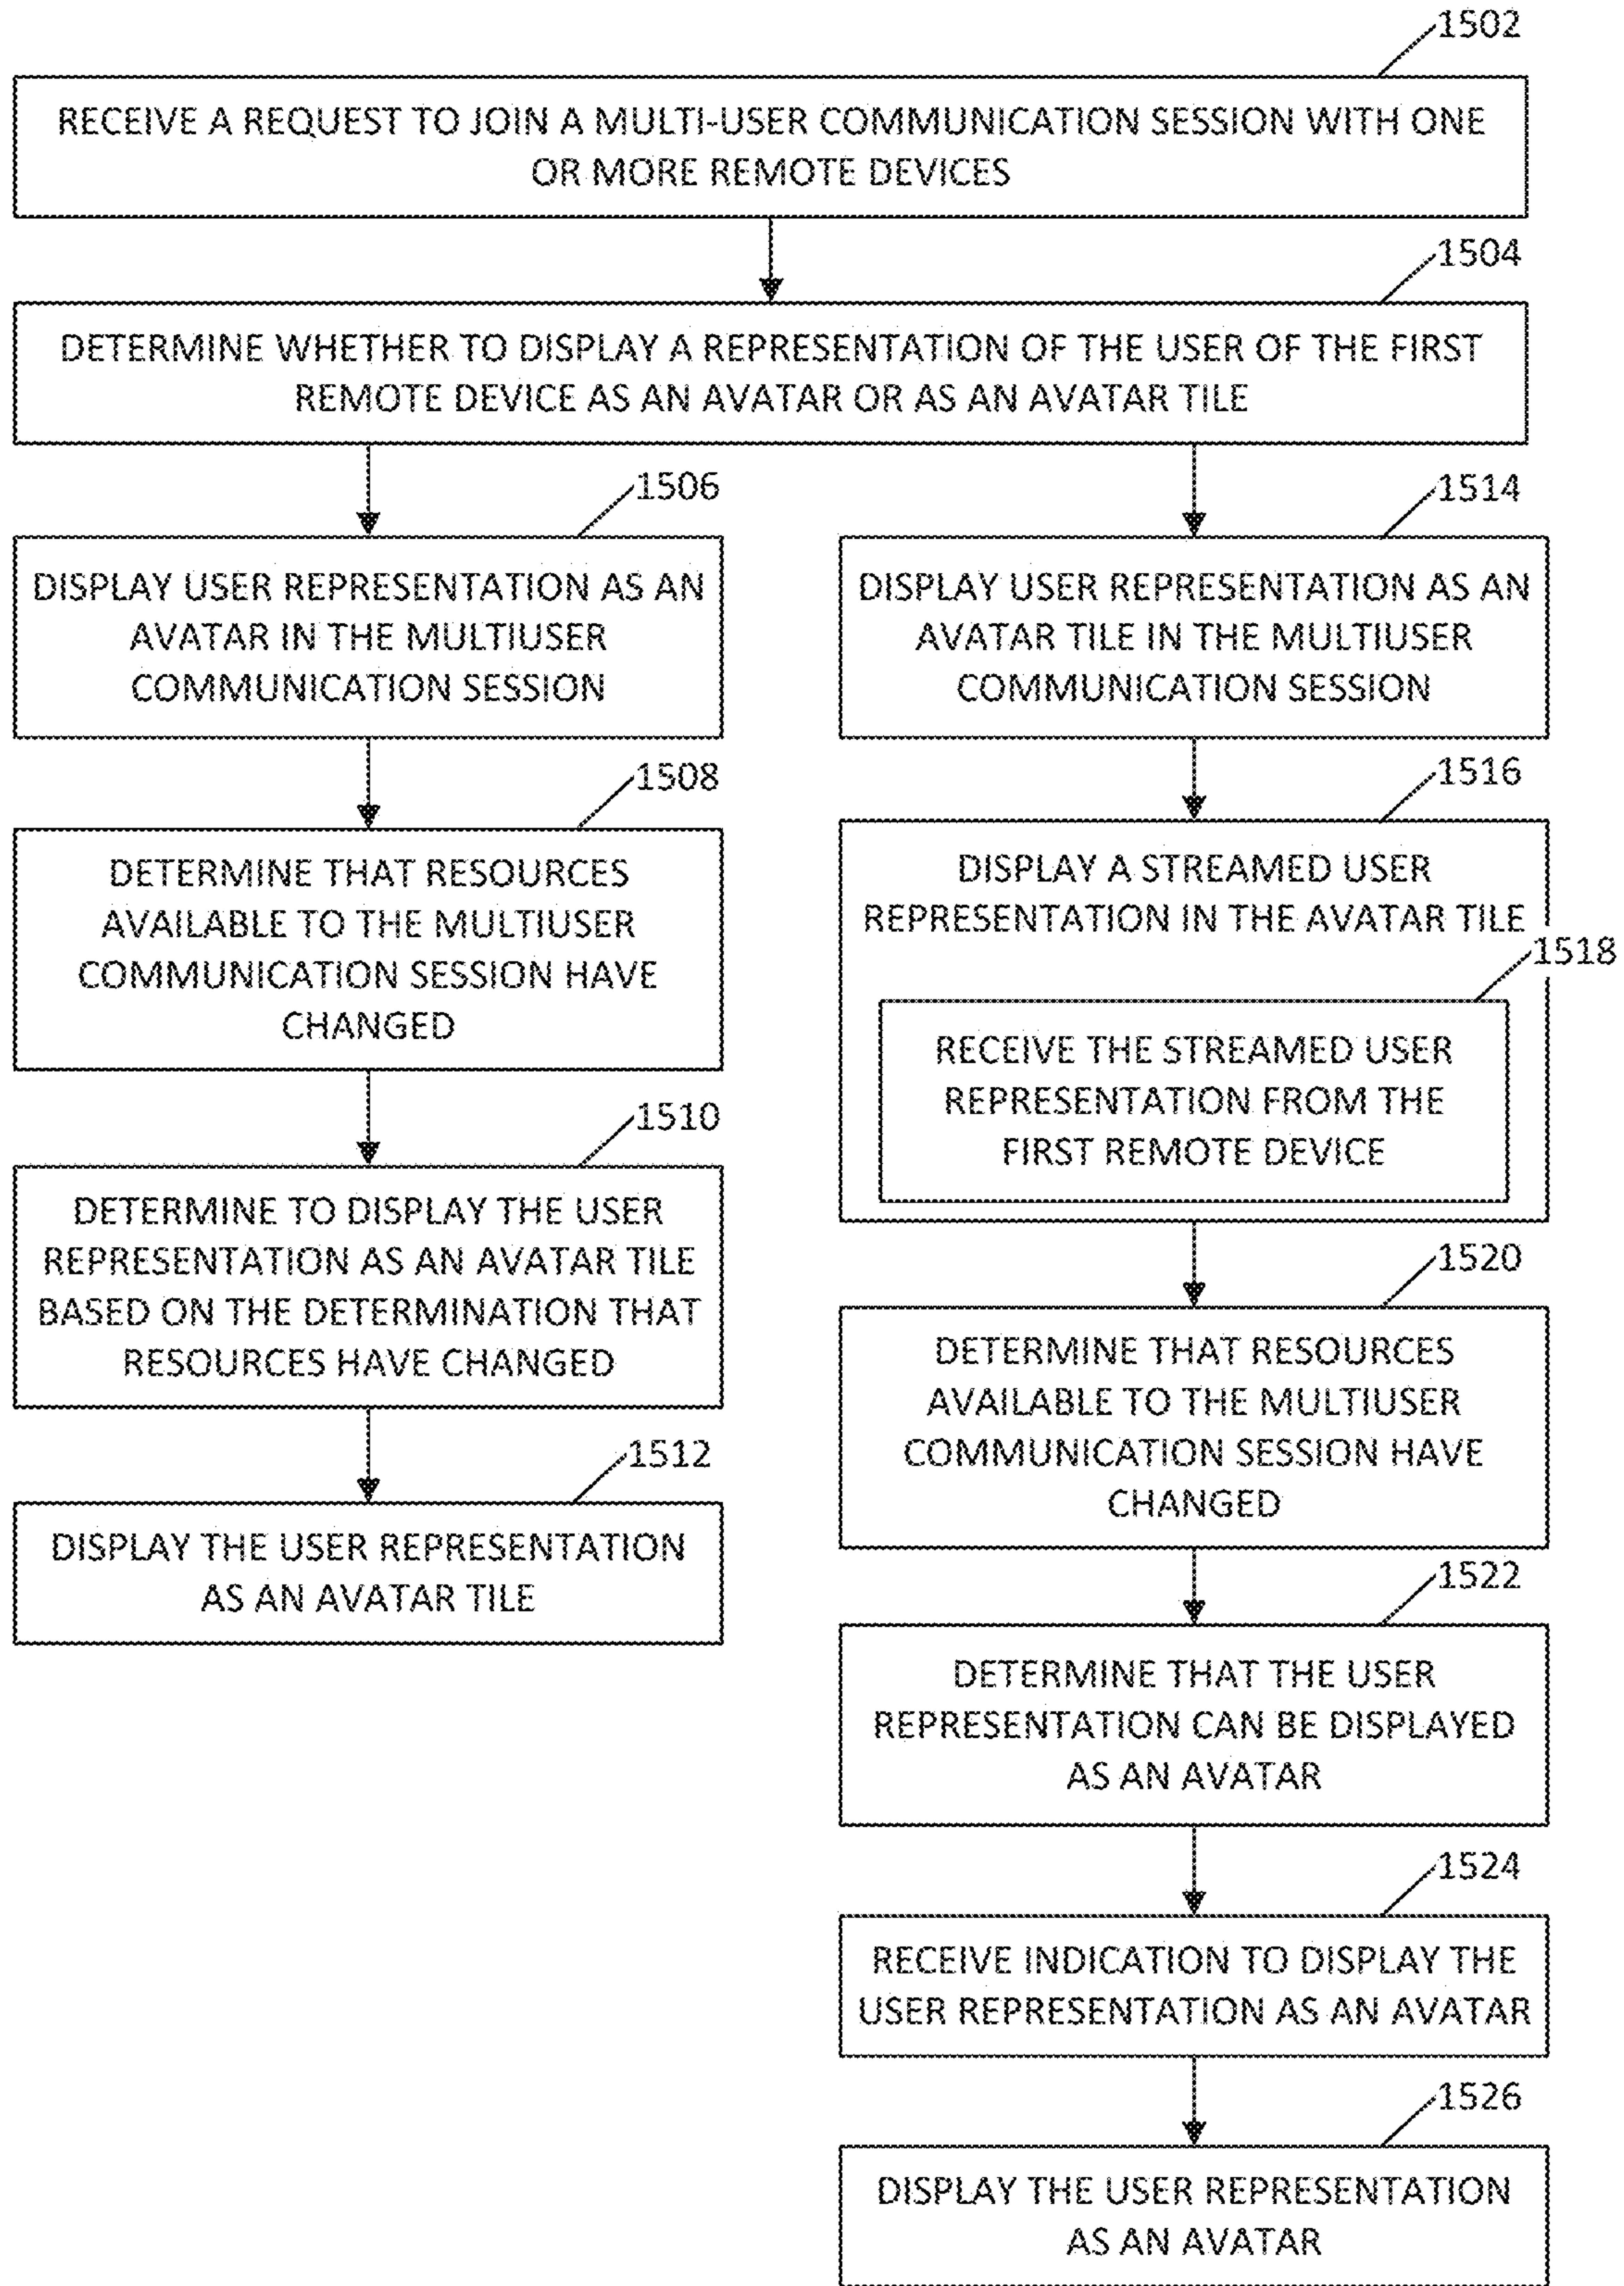 1502
RECEIVE A REQUEST TO JOIN A MULTI-USER COMMUNICATION SESSION WITH ONE
OR MORE REMOTE DEVICES
1504
DETERMINE WHETHER TO DISPLAY A REPRESENTATION OF THE USER OF THE FIRST
REMOTE DEVICE AS AN AVATAR OR AS AN AVATAR TILE
1506
DISPLAY USER REPRESENTATION AS AN
AVATAR IN THE MULTIUSER
COMMUNICATION SESSION
1508
DETERMINE THAT RESOURCES
AVAILABLE TO THE MULTIUSER
COMMUNICATION SESSION HAVE
CHANGED
1510
DETERMINE TO DISPLAY THE USER
REPRESENTATION AS AN AVATAR TILE
BASED ON THE DETERMINATION THAT
RESOURCES HAVE CHANGED
1512
DISPLAY THE USER REPRESENTATION
AS AN AVATAR TILE
1514
DISPLAY USER REPRESENTATION AS AN
AVATAR TILE IN THE MULTIUSER
COMMUNICATION SESSION
1516
DISPLAY A STREAMED USER
REPRESENTATION IN THE AVATAR TILE
1518
RECEIVE THE STREAMED USER
REPRESENTATION FROM THE
FIRST REMOTE DEVICE
1520
DETERMINE THAT RESOURCES
AVAILABLE TO THE MULTIUSER
COMMUNICATION SESSION HAVE
CHANGED
1522
DETERMINE THAT THE USER
REPRESENTATION CAN BE DISPLAYED
AS AN AVATAR
1524
RECEIVE INDICATION TO DISPLAY THE
USER REPRESENTATION AS AN AVATAR
1526
DISPLAY THE USER REPRESENTATION
AS AN AVATAR